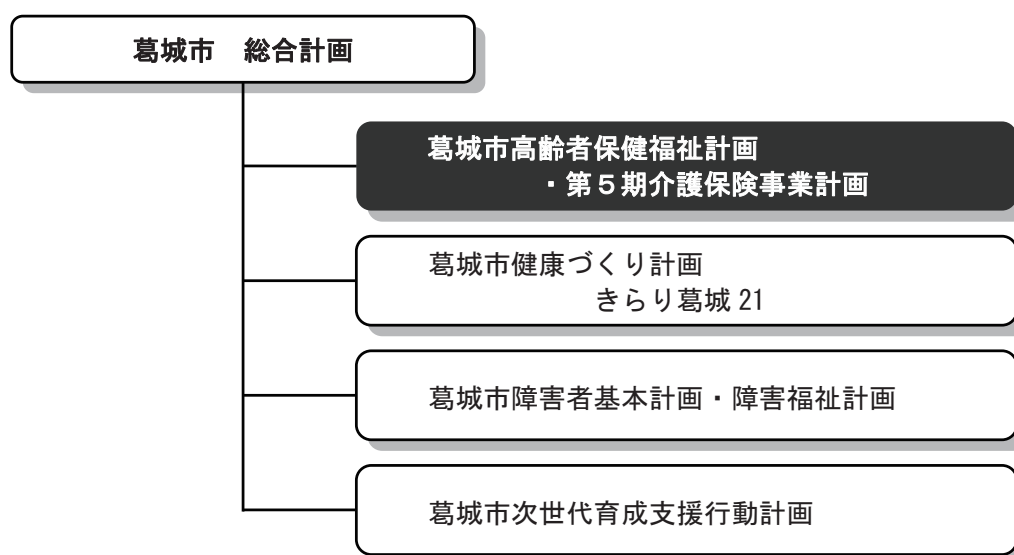 葛城市　総合計画
葛城市高齢者保健福祉計画
・第５期介護保険事業計画
葛城市健康づくり計画
きらり葛城 21
葛城市障害者基本計画・障害福祉計画
葛城市次世代育成支援行動計画